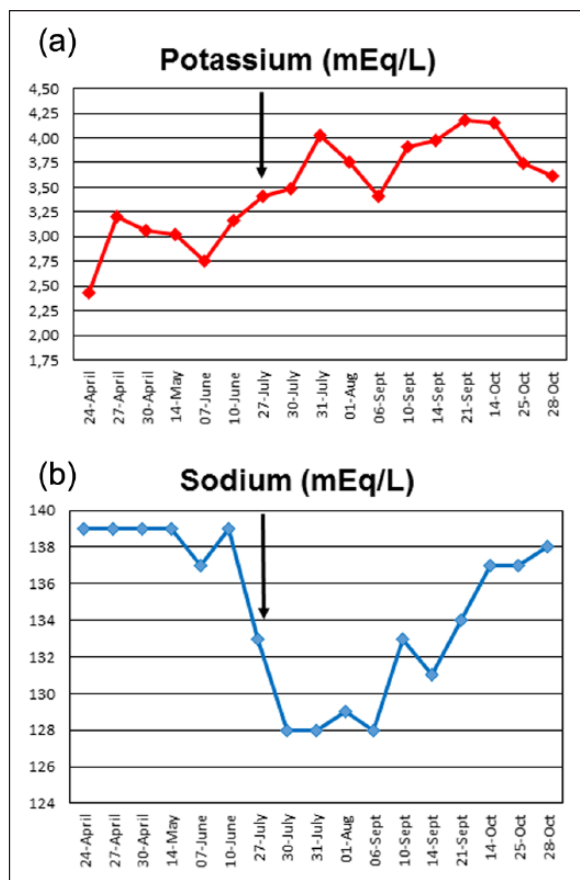 (a)
Potassium (mEq/L)
4,50
4,25
4,00
3,75
3,50
3,25
3,00
2,75
2,50
2,25
2,00
1,75
24-April
27-April
30-April
14-May
07-June
10-June
27-July
30-July
31-July
01-Aug
06-Sept
10-Sept
14-Sept
21-Sept
14-Oct
25-Oct
28-Oct
(b)
Sodium (mEq/L)
140
138
136
134
132
130
128
126
124
24-April
27-April
30-April
14-May
07-June
10-June
27-July
30-July
31-July
01-Aug
06-Sept
10-Sept
14-Sept
21-Sept
14-Oct
25-Oct
28-Oct